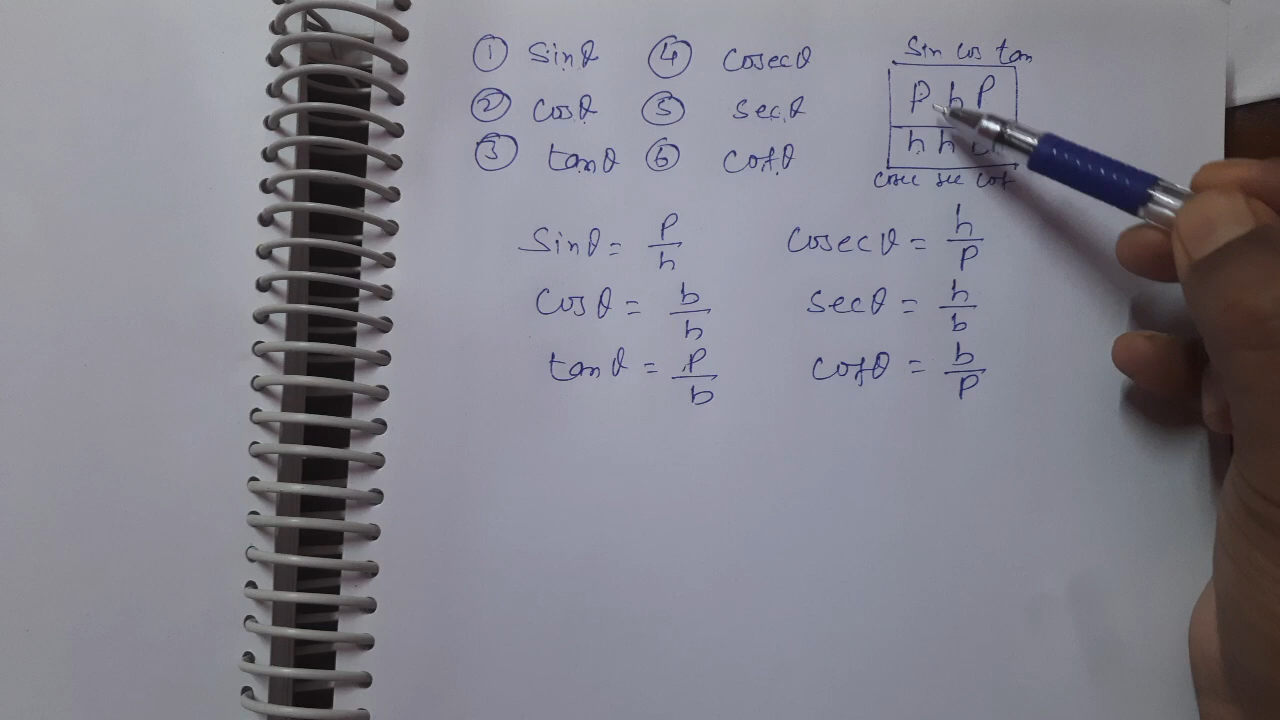 ① Sinθ ④ Cosecθ
② Cosθ ⑤ Secθ
③ tanθ ⑥ Cotθ
Sin Cos tan
P b P
h h
Cosec Sec Cot
Sinθ = P/h Cosecθ = h/P
Cosθ = b/h Secθ = h/b
tanθ = P/b Cotθ = b/P